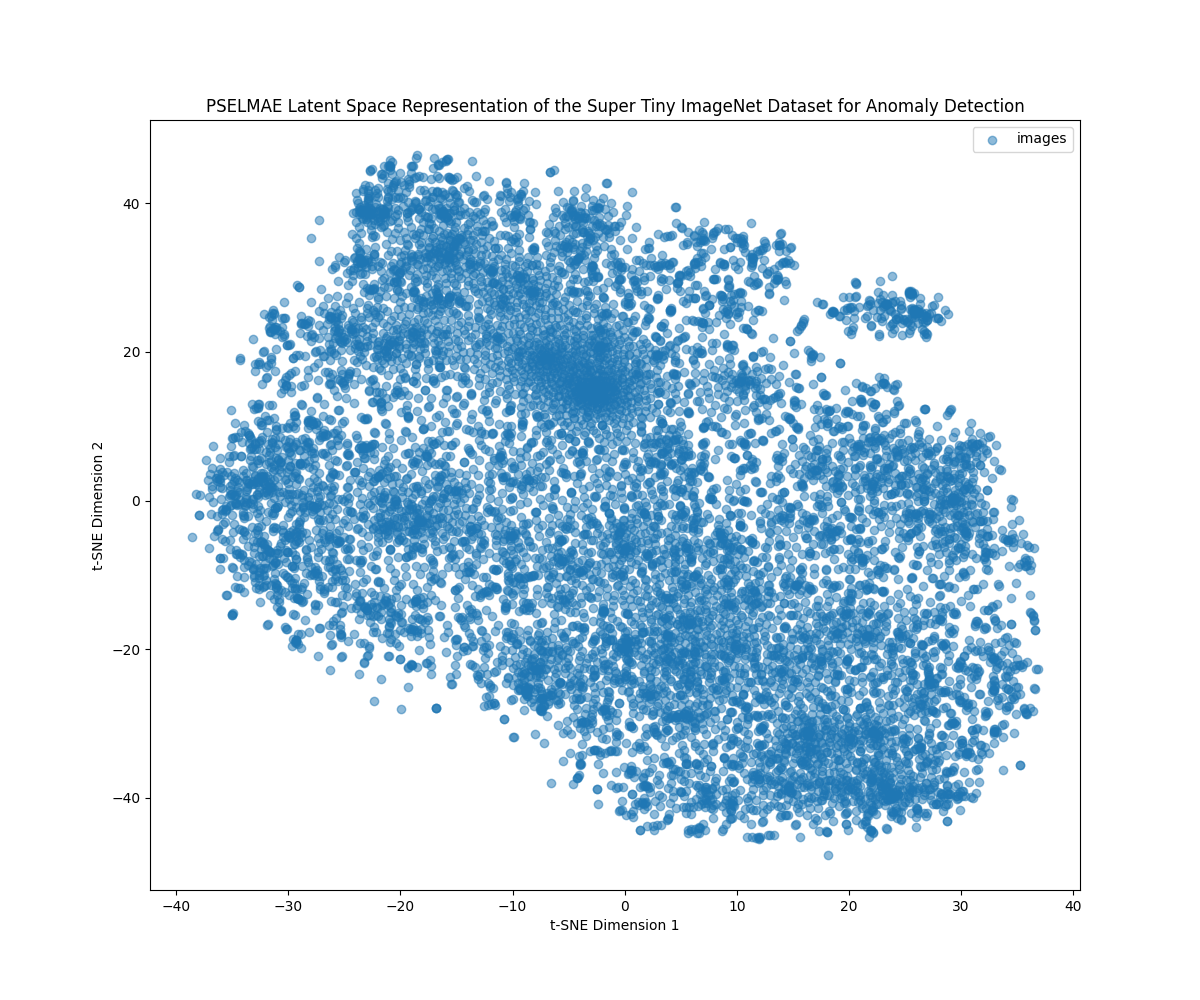 PSELMAE Latent Space Representation of the Super Tiny ImageNet Dataset for Anomaly Detection
images
40
20
0
−20
−40
t-SNE Dimension 2
−40 −30 −20 −10 0 10 20 30 40
t-SNE Dimension 1